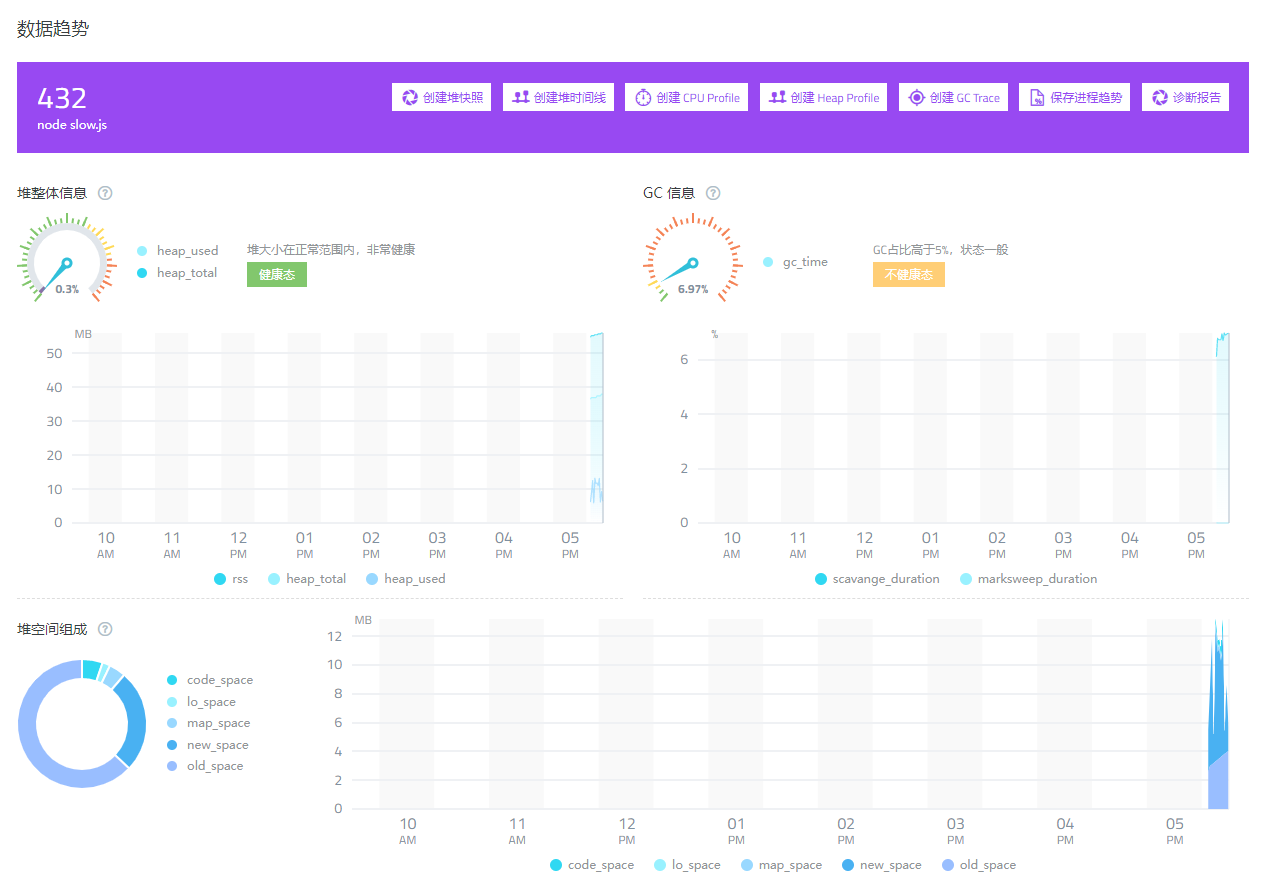 数据趋势
432
node slow.js
创建堆快照
创建堆时间线
创建 CPU Profile
创建 Heap Profile
创建 GC Trace
保存进程趋势
诊断报告
堆整体信息 ?
0.3%
heap_used
heap_total
堆大小在正常范围内，非常健康
健康态
MB
50
40
30
20
10
0
10 AM
11 AM
12 PM
01 PM
02 PM
03 PM
04 PM
05 PM
rss
heap_total
heap_used
GC 信息 ?
6.97%
gc_time
GC占比高于5%，状态一般
不健康态
%
6
4
2
0
10 AM
11 AM
12 PM
01 PM
02 PM
03 PM
04 PM
05 PM
scavange_duration
marksweep_duration
堆空间组成 ?
code_space
lo_space
map_space
new_space
old_space
MB
12
10
8
6
4
2
0
10 AM
11 AM
12 PM
01 PM
02 PM
03 PM
04 PM
05 PM
code_space
lo_space
map_space
new_space
old_space